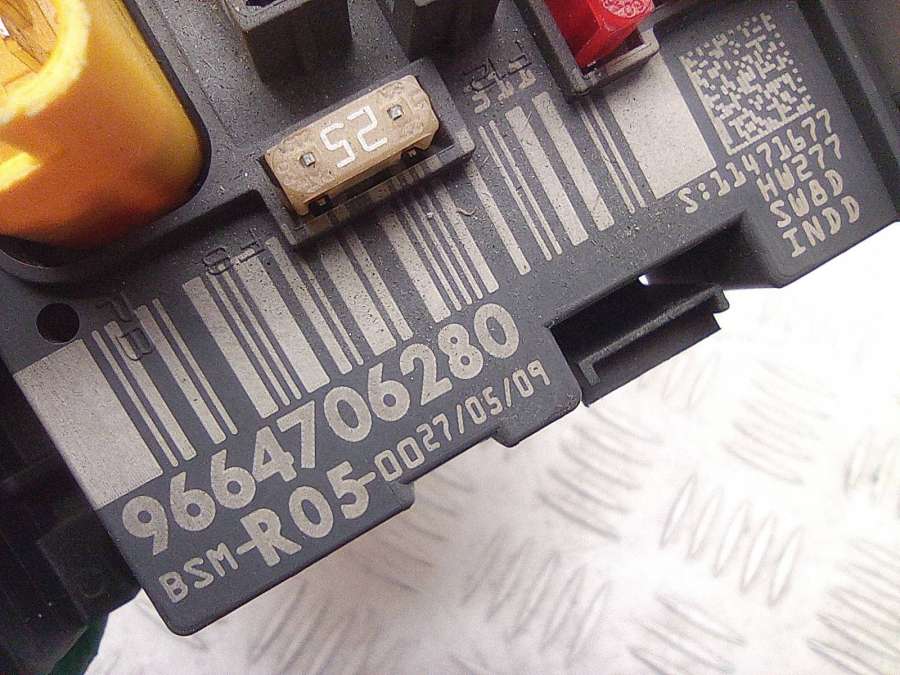 25
S:11471677
HW277
SW8D
INDD
9664706280
BSM-R05-0027/05/09